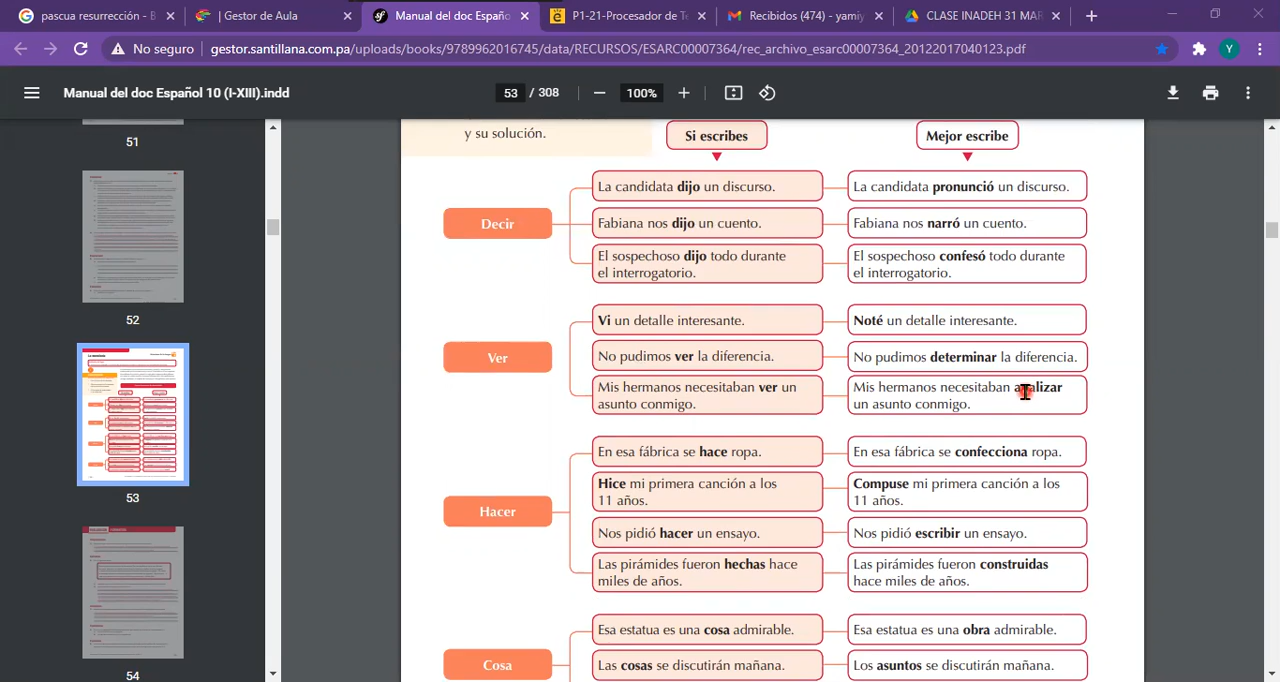 pascua resurrección - B
| Gestor de Aula
Manual del doc Españo
P1-21-Procesador de Te
Recibidos (474) - yamiy
CLASE INADEH 31 MAR
No seguro
gestor.santillana.com.pa/uploads/books/9789962016745/data/RECURSOS/ESARC00007364/rec_archivo_esarc00007364_20122017040123.pdf
Y
Manual del doc Español 10 (I-XIII).indd
53 / 308
100%
51
52
53
54
y su solución.
Si escribes
Mejor escribe
Decir
La candidata dijo un discurso.
La candidata pronunció un discurso.
Fabiana nos dijo un cuento.
Fabiana nos narró un cuento.
El sospechoso dijo todo durante
el interrogatorio.
El sospechoso confesó todo durante
el interrogatorio.
Ver
Vi un detalle interesante.
Noté un detalle interesante.
No pudimos ver la diferencia.
No pudimos determinar la diferencia.
Mis hermanos necesitaban ver un
asunto conmigo.
Mis hermanos necesitaban analizar
un asunto conmigo.
Hacer
En esa fábrica se hace ropa.
En esa fábrica se confecciona ropa.
Hice mi primera canción a los
11 años.
Compuse mi primera canción a los
11 años.
Nos pidió hacer un ensayo.
Nos pidió escribir un ensayo.
Las pirámides fueron hechas hace
miles de años.
Las pirámides fueron construidas
hace miles de años.
Cosa
Esa estatua es una cosa admirable.
Esa estatua es una obra admirable.
Las cosas se discutirán mañana.
Los asuntos se discutirán mañana.